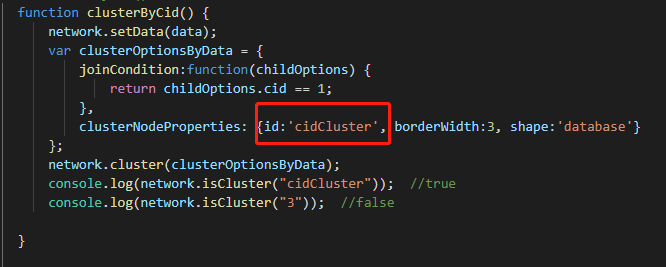 function clusterByCid() {
network.setData(data);
var clusterOptionsByData = {
joinCondition:function(childOptions) {
return childOptions.cid == 1;
},
clusterNodeProperties: {id:'cidCluster', borderWidth:3, shape:'database'}
};
network.cluster(clusterOptionsByData);
console.log(network.isCluster("cidCluster")); //true
console.log(network.isCluster("3")); //false
}